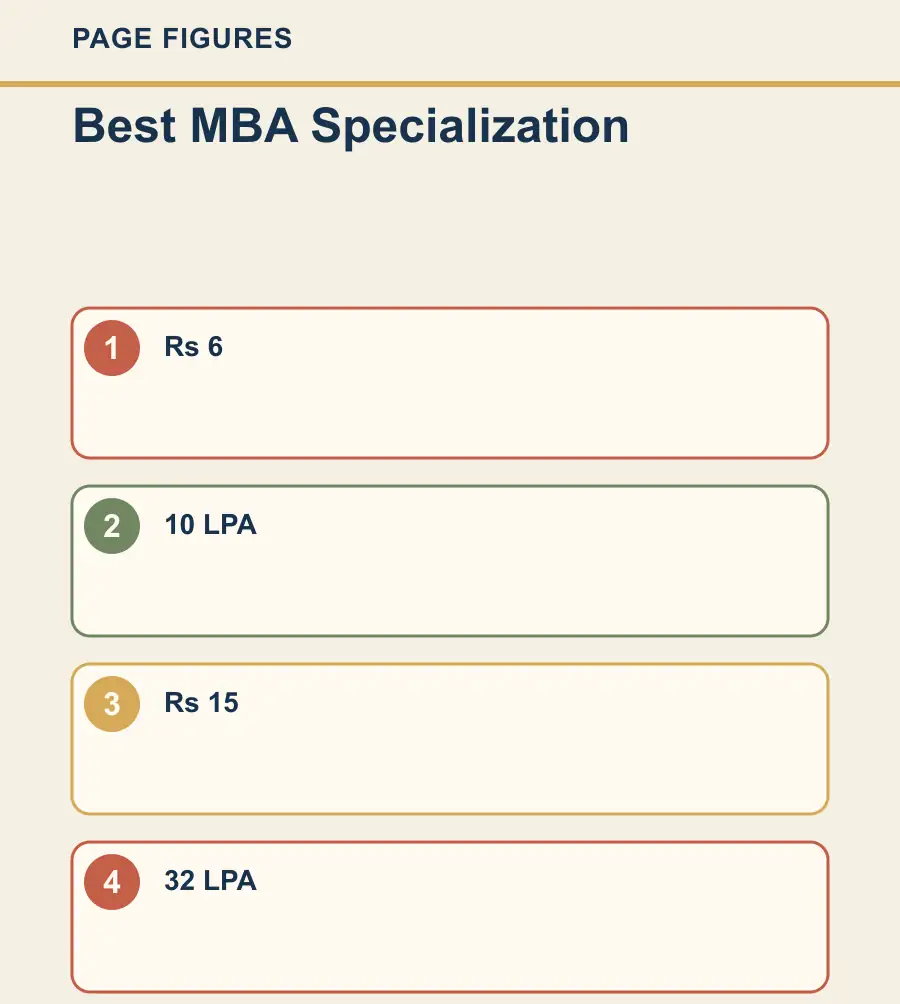 PAGE FIGURES
Best MBA Specialization
1 Rs 6
2 10 LPA
3 Rs 15
4 32 LPA